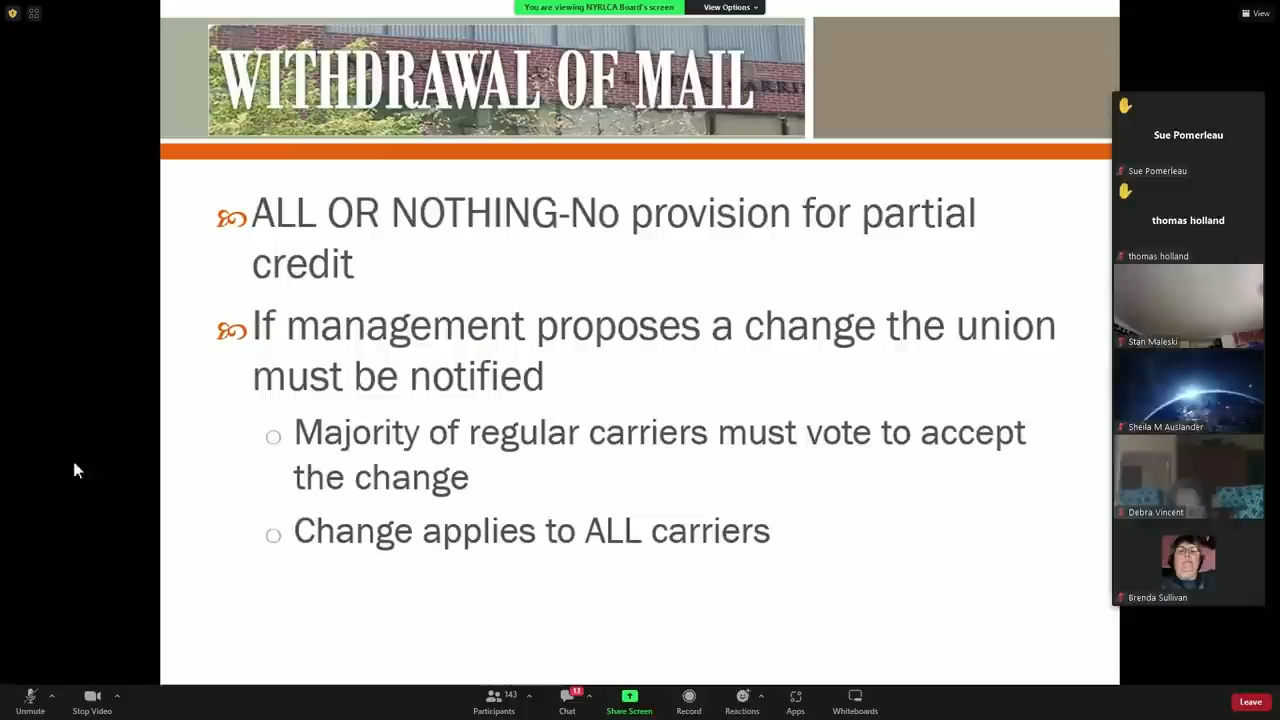 You are viewing NYRLCA Board's screen
View Options
View
WITHDRAWAL OF MAIL
ALL OR NOTHING-No provision for partial
credit
If management proposes a change the union
must be notified
Majority of regular carriers must vote to accept
the change
Change applies to ALL carriers
Sue Pomerleau
Sue Pomerleau
thomas holland
thomas holland
Stan Maleski
Sheila M Auslander
Debra Vincent
Brenda Sullivan
Unmute
Stop Video
143
Participants
13
Chat
Share Screen
Record
Reactions
Apps
Whiteboards
Leave